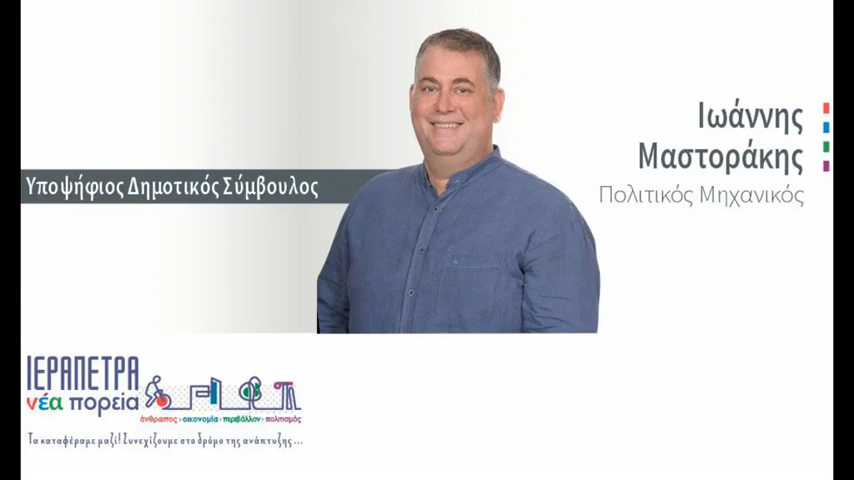 Ιωάννης
Μαστοράκης
Πολιτικός Μηχανικός
Υποψήφιος Δημοτικός Σύμβουλος
ΙΕΡΑΠΕΤΡΑ
νέα πορεία
άνθρωπος • οικονομία • περιβάλλον • πολιτισμός
Τα καταφέραμε μαζί! Συνεχίζουμε στο δρόμο της ανάπτυξης ...